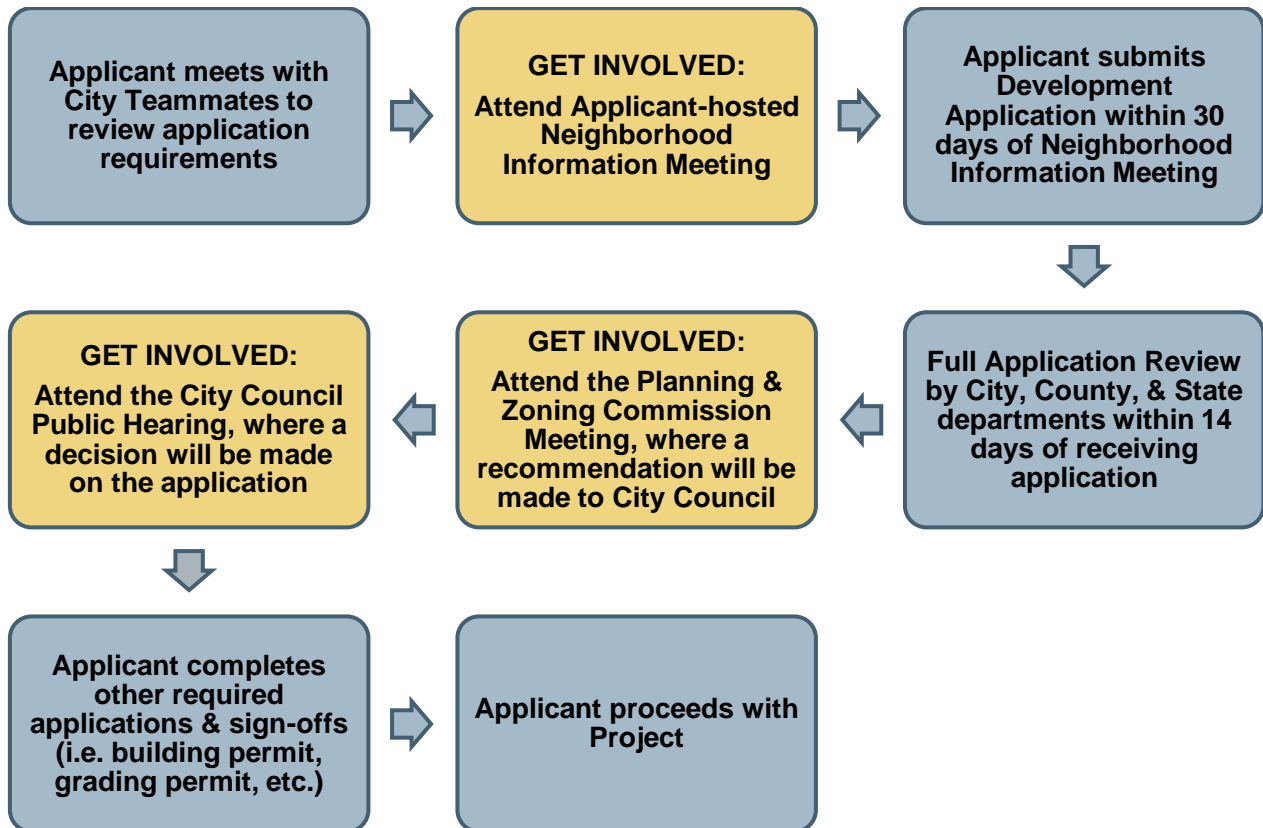 Applicant meets with
City Teammates to
review application
requirements
GET INVOLVED:
Attend Applicant-hosted
Neighborhood
Information Meeting
Applicant submits
Development
Application within 30
days of Neighborhood
Information Meeting
Full Application Review
by City, County, & State
departments within 14
days of receiving
application
GET INVOLVED:
Attend the Planning &
Zoning Commission
Meeting, where a
recommendation will be
made to City Council
GET INVOLVED:
Attend the City Council
Public Hearing, where a
decision will be made
on the application
Applicant completes
other required
applications & sign-offs
(i.e. building permit,
grading permit, etc.)
Applicant proceeds with
Project